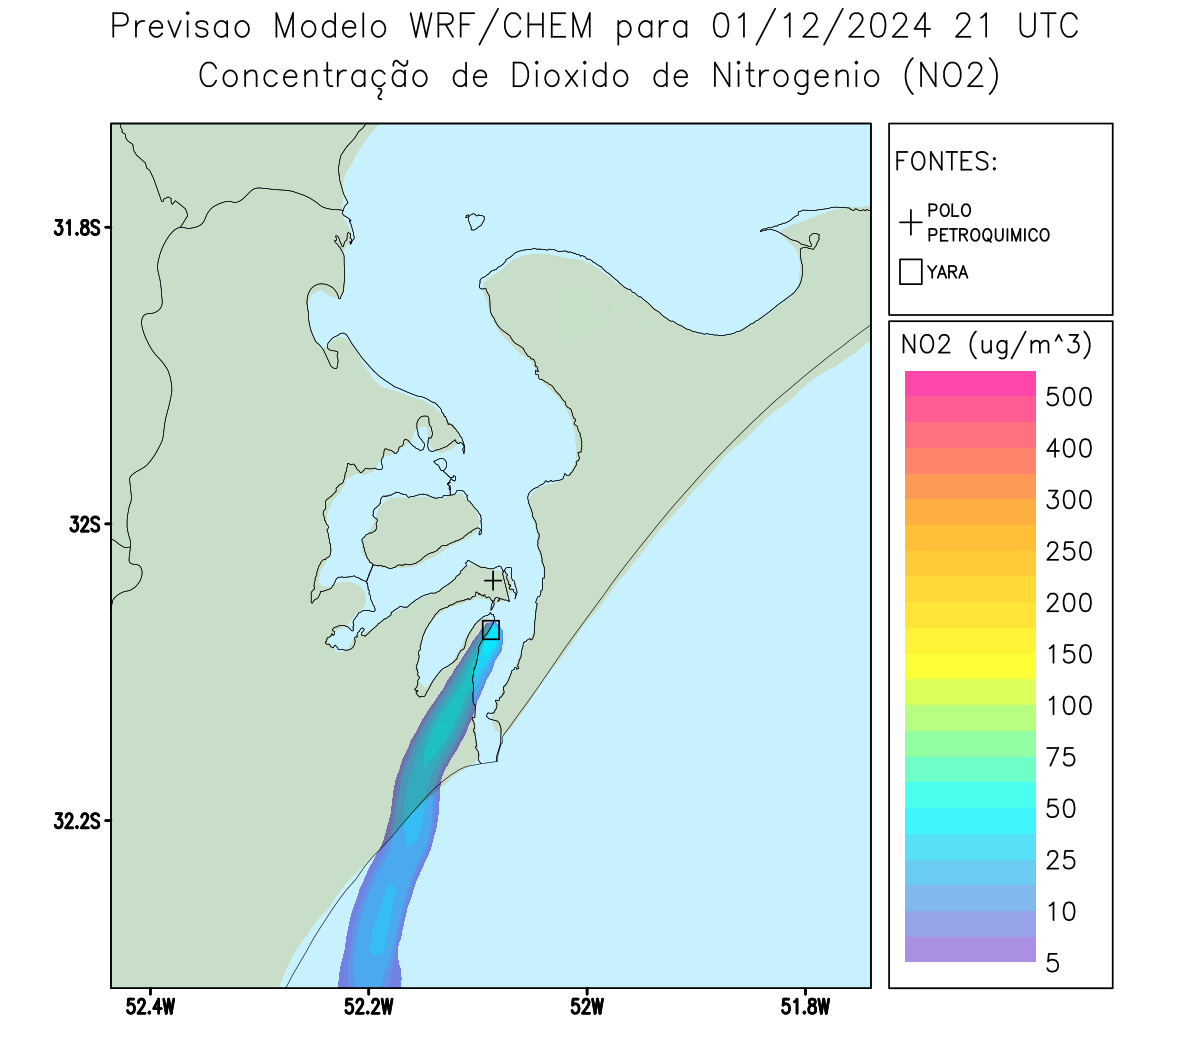 Previsao Modelo WRF/CHEM para 01/12/2024 21 UTC
Concentração de Dioxido de Nitrogenio (NO2)
FONTES:
POLO
PETROQUIMICO
YARA
NO2 (ug/m^3)
500
400
300
250
200
150
100
75
50
25
10
5
31.8S
32S
32.2S
52.4W
52.2W
52W
51.8W